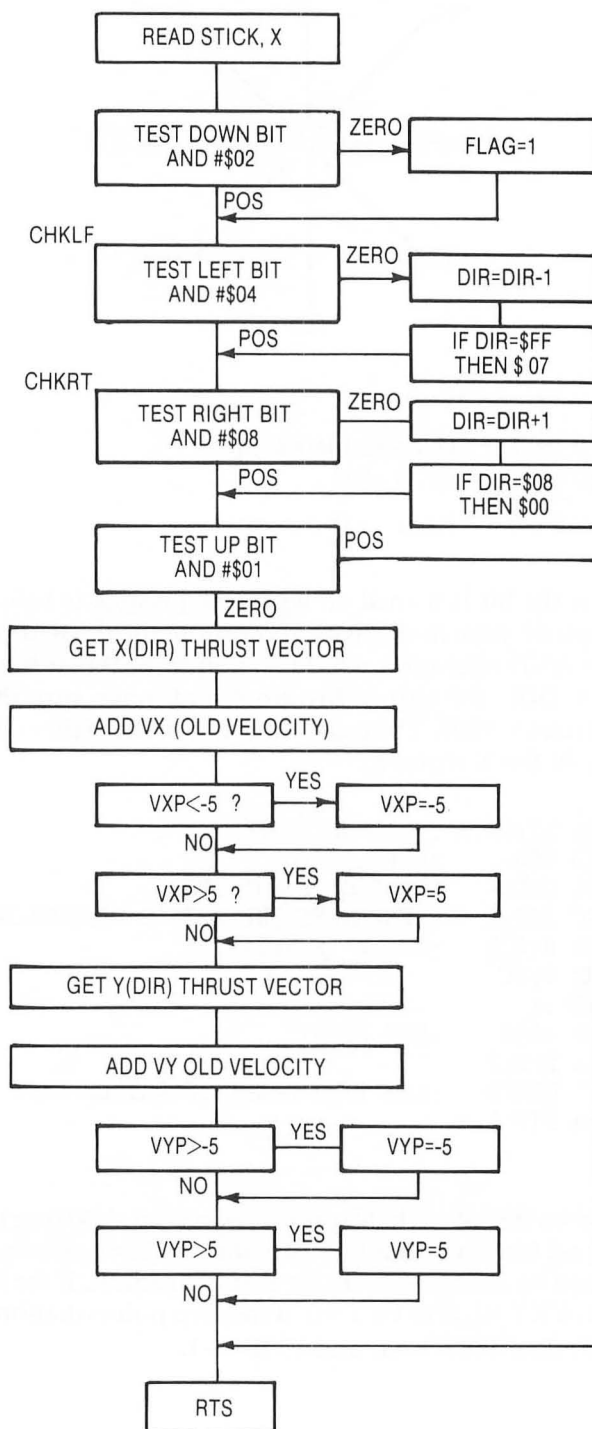 READ STICK, X
TEST DOWN BIT
AND #$02
ZERO
FLAG=1
POS
CHKLF
TEST LEFT BIT
AND #$04
ZERO
DIR=DIR-1
POS
IF DIR=$FF
THEN $ 07
CHKRT
TEST RIGHT BIT
AND #$08
ZERO
DIR=DIR+1
POS
IF DIR=$08
THEN $00
TEST UP BIT
AND #$01
POS
ZERO
GET X(DIR) THRUST VECTOR
ADD VX (OLD VELOCITY)
VXP<-5 ?
YES
VXP=-5
NO
VXP>5 ?
YES
VXP=5
NO
GET Y(DIR) THRUST VECTOR
ADD VY OLD VELOCITY
VYP>-5
YES
VYP=-5
NO
VYP>5
YES
VYP=5
NO
RTS